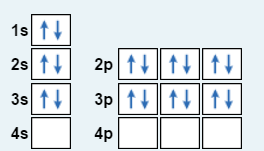 1s ↑↓
2s ↑↓ 2p ↑↓ ↑↓ ↑↓
3s ↑↓ 3p ↑↓ ↑↓ ↑↓
4s 4p